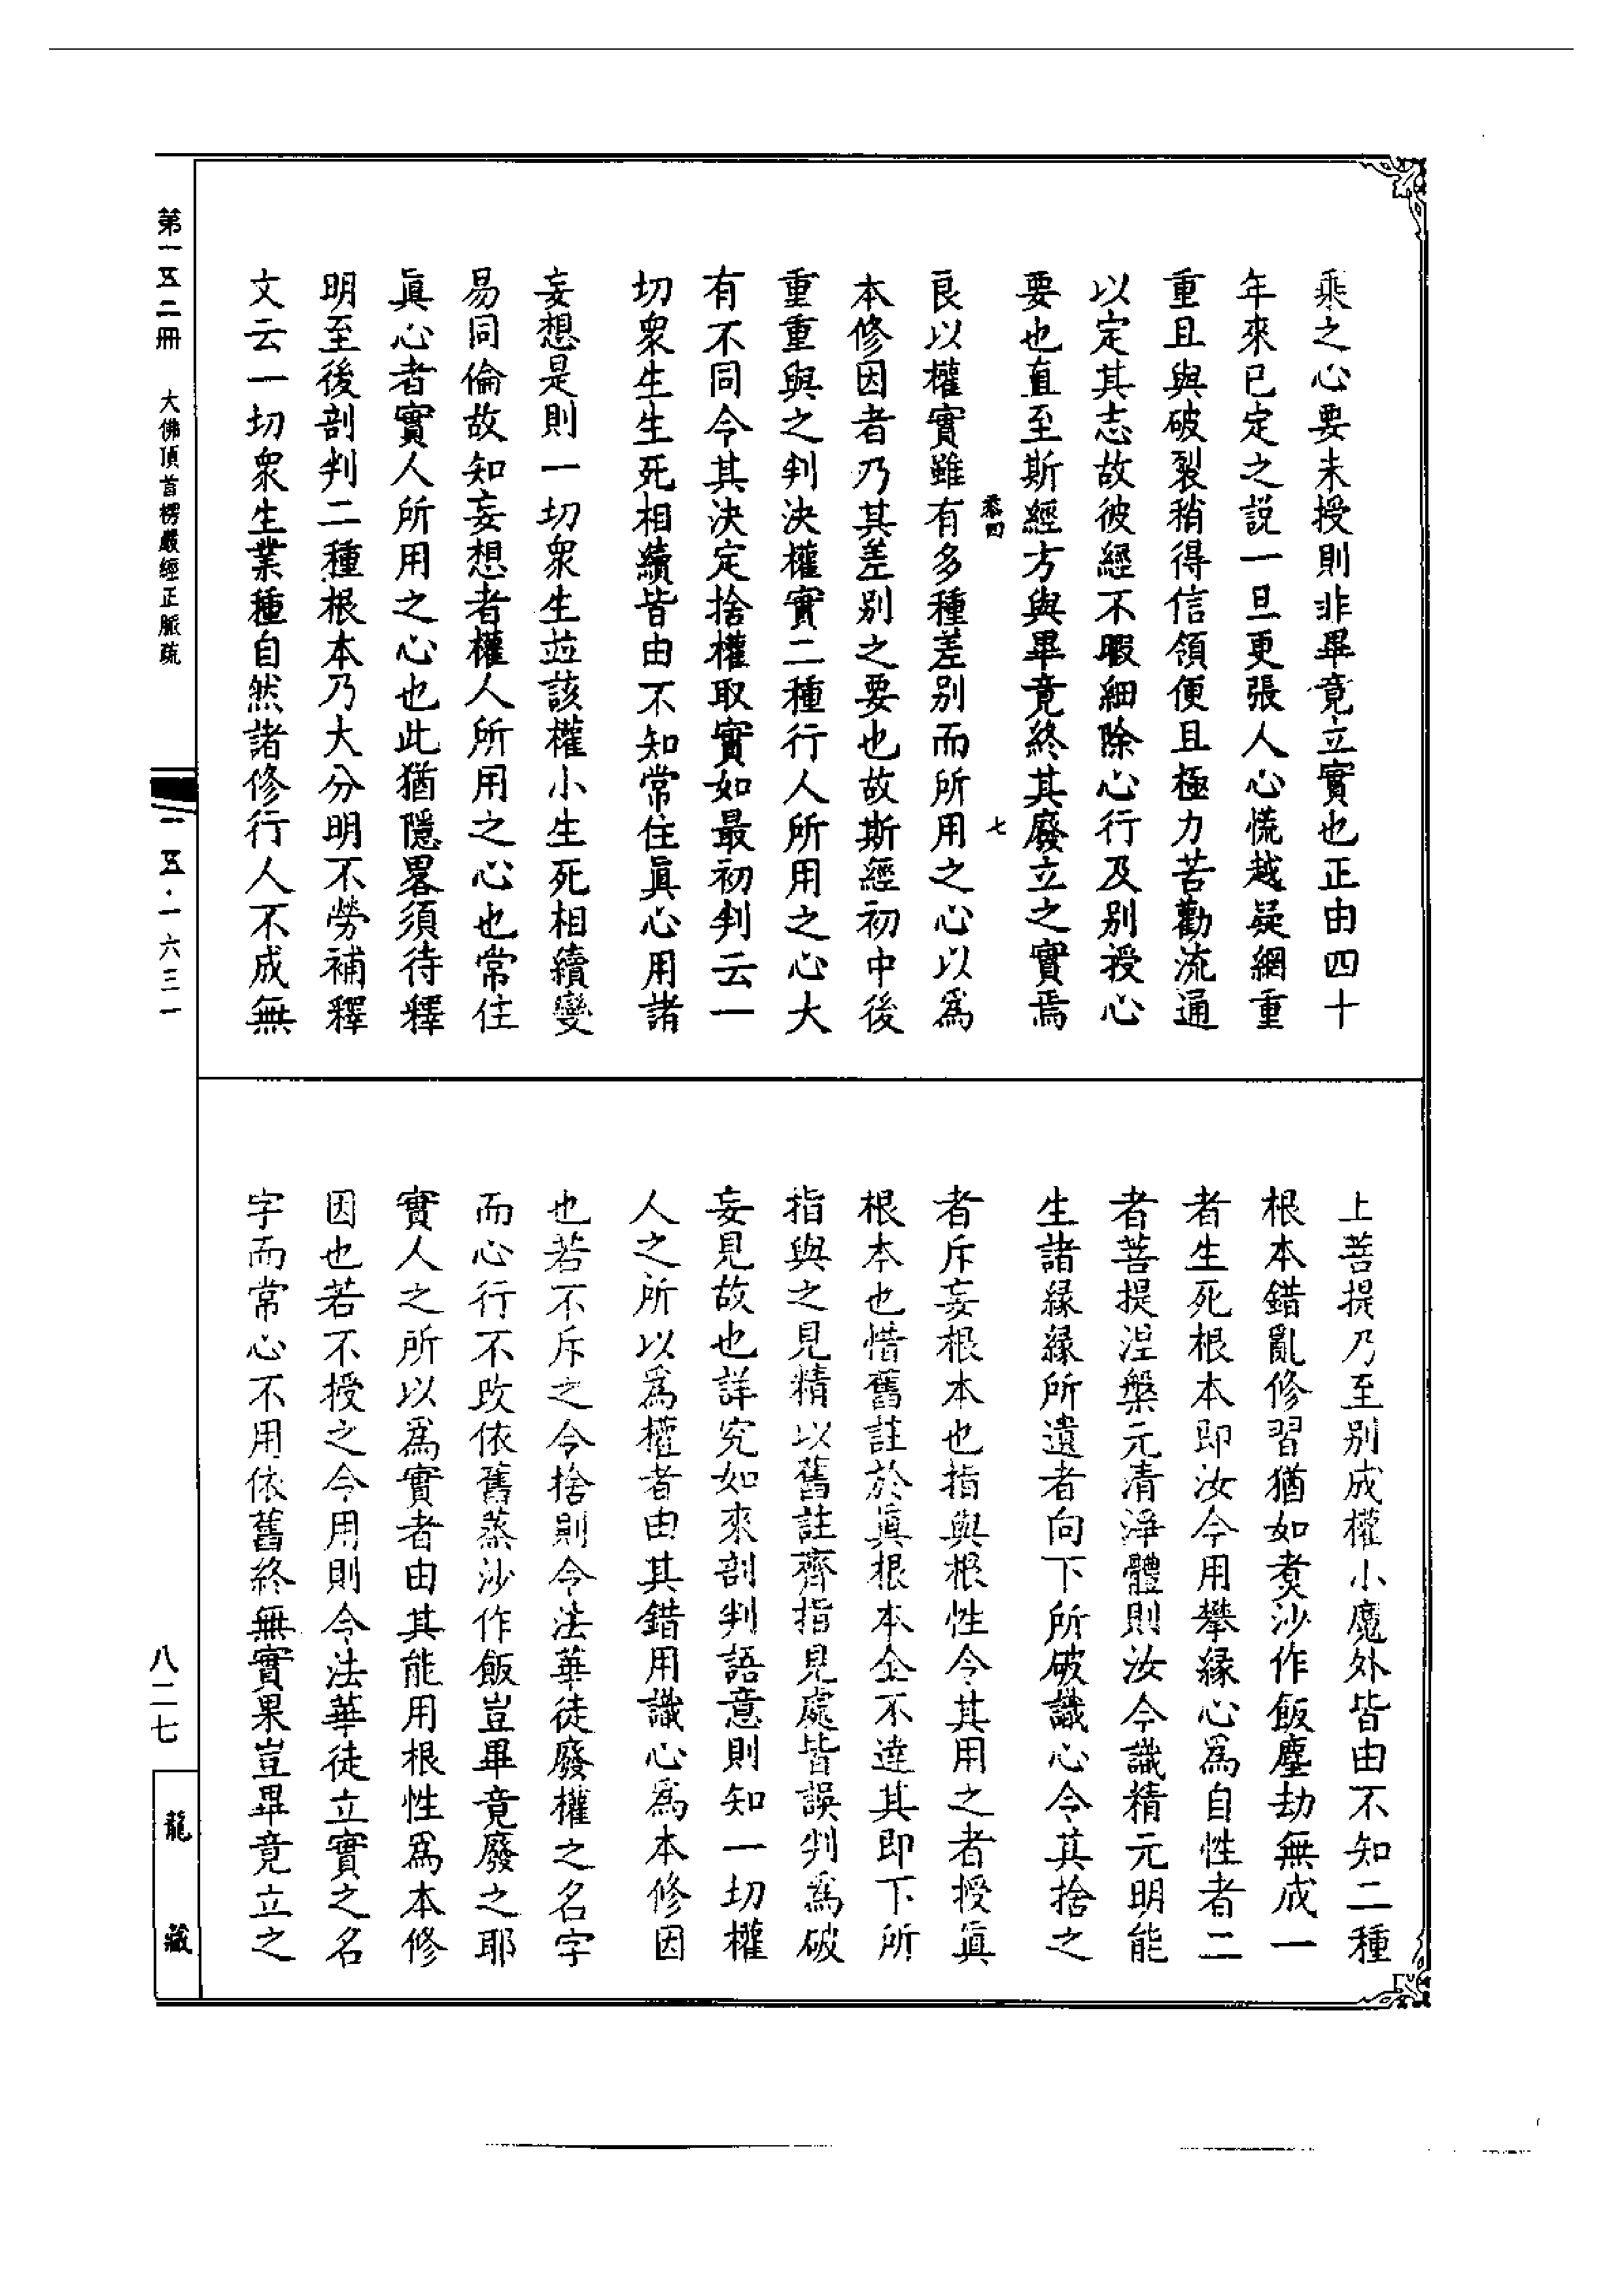 乘之心要未授則非畢竟立實也正由四十
年來已定之説一旦更張人心慌越疑網重
重且與破裂稍得信領便且極力苦勸流通
以定其志故彼經不暇細除心行及別授心
要也直至斯經方與畢竟終其廢立之實焉
卷四
七
良以權實雖有多種差別而所用之心以爲
本修因者乃其差別之要也故斯經初中後
重重與之判決權實二種行人所用之心大
有不同令其決定捨權取實如最初判云一
切衆生生死相續皆由不知常住眞心用諸
妄想是則一切衆生並該權小生死相續變
易同倫故知妄想者權人所用之心也常住
眞心者實人所用之心也此猶隱畧須待釋
明至後剖判二種根本乃大分明不勞補釋
文云一切衆生業種自然諸修行人不成無
上菩提乃至別成權小魔外皆由不知二種
根本錯亂修習猶如煑沙作飯塵劫無成一
者生死根本即汝今用攀緣心爲自性者二
者菩提涅槃元清淨體則汝今識精元明能
生諸緣緣所遺者向下所破識心令其捨之
者斥妄根本也指與根性令其用之者授眞
根本也惜舊註於眞根本全不達其即下所
指與之見精以舊註齊指見處皆誤判爲破
妄見故也詳究如來剖判語意則知一切權
人之所以爲權者由其錯用識心爲本修因
也若不斥之令捨則令法華徒廢權之名字
而心行不改依舊蒸沙作飯豈畢竟廢之耶
實人之所以爲實者由其能用根性爲本修
因也若不授之令用則令法華徒立實之名
字而常心不用依舊終無實果豈畢竟立之
第一五二冊
大佛頂首楞嚴經正脈疏
一五·一六三一
八二七
龍藏